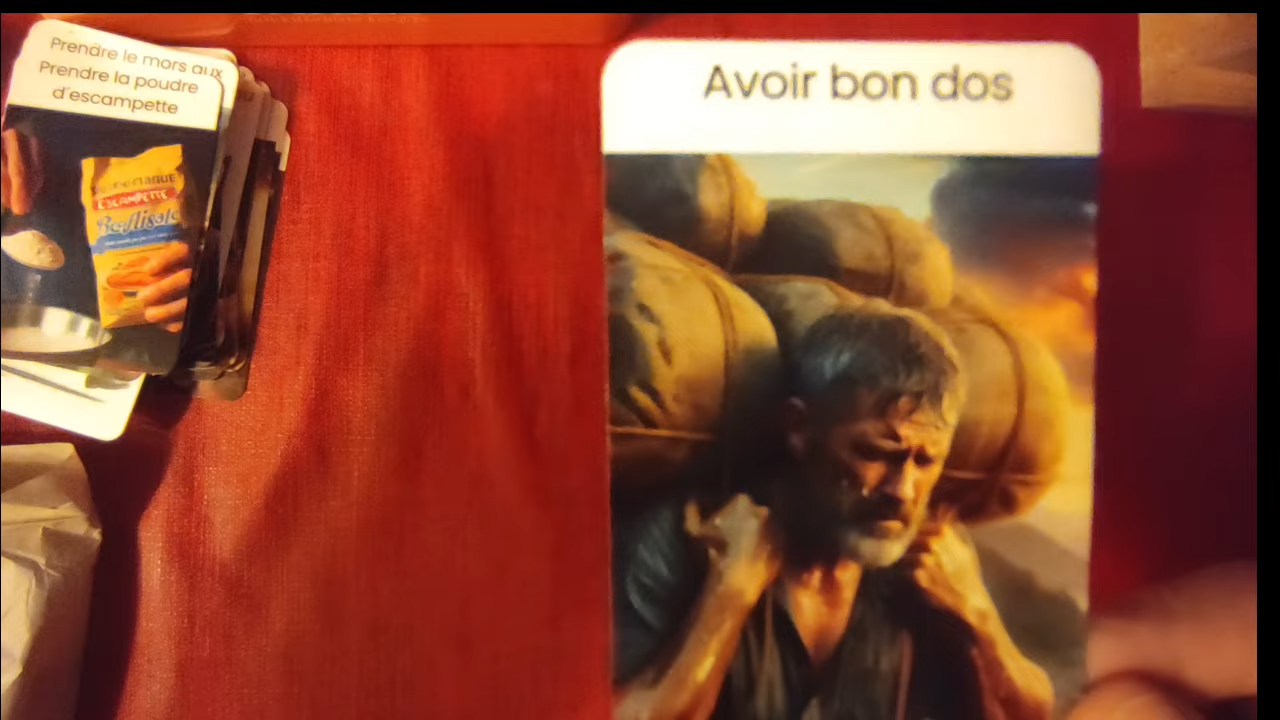 Prendre le mors aux
Prendre la poudre
d'escampette
ESCAMPETTE
Avoir bon dos